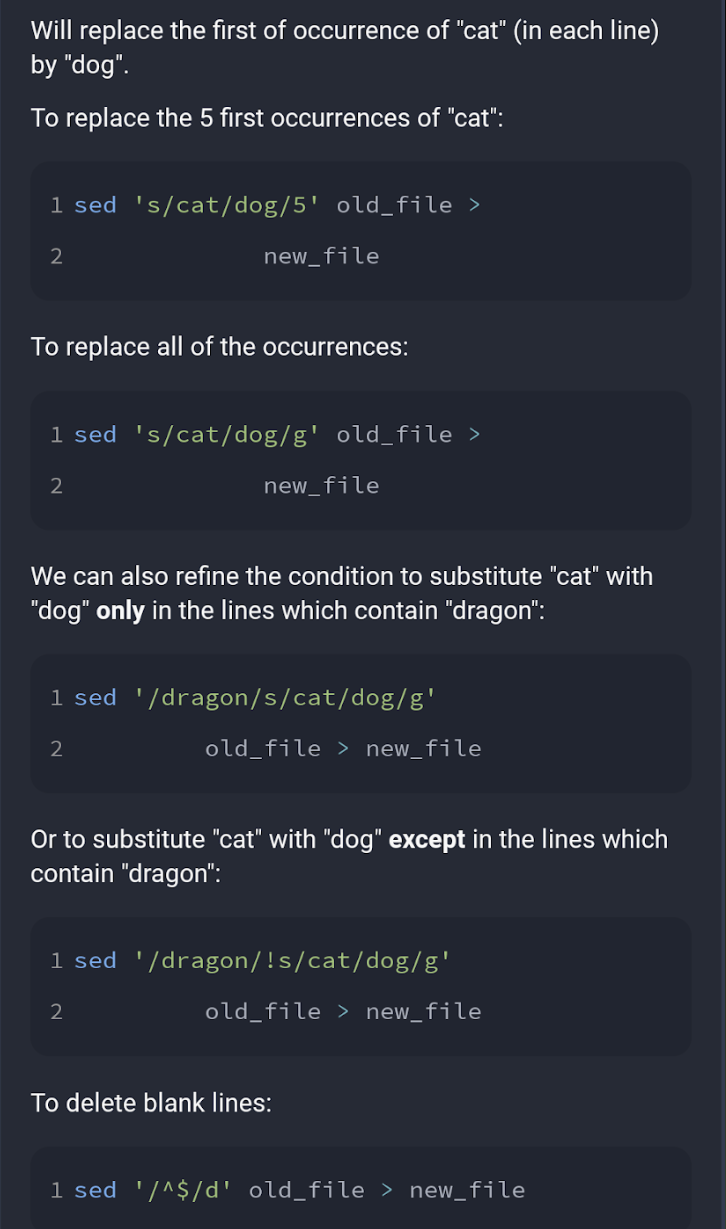 Will replace the first of occurrence of "cat" (in each line)
by "dog".
To replace the 5 first occurrences of "cat":
1 sed 's/cat/dog/5' old_file >
2 new_file
To replace all of the occurrences:
1 sed 's/cat/dog/g' old_file >
2 new_file
We can also refine the condition to substitute "cat" with
"dog" only in the lines which contain "dragon":
1 sed '/dragon/s/cat/dog/g'
2 old_file > new_file
Or to substitute "cat" with "dog" except in the lines which
contain "dragon":
1 sed '/dragon/!s/cat/dog/g'
2 old_file > new_file
To delete blank lines:
1 sed '/^$/d' old_file > new_file